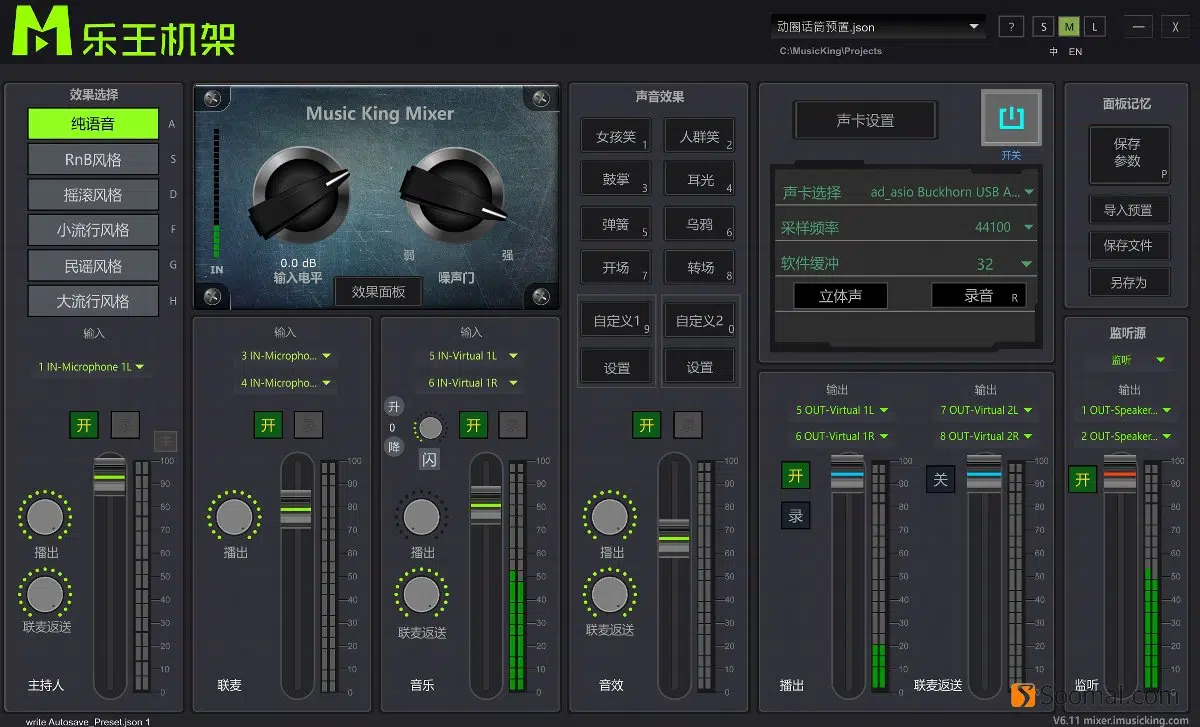 乐王机架
动圈话筒预置.json
?
S
M
L
X
C:\MusicKing\Projects
中 EN
效果选择
纯语音 A
RnB风格 S
摇滚风格 D
小流行风格 F
民谣风格 G
大流行风格 H
输入
1 IN-Microphone 1L
开
录
100
90
80
70
60
50
40
30
20
10
0
播出
联麦返送
主持人
Music King Mixer
IN
0.0 dB
输入电平
弱
强
噪声门
效果面板
输入
3 IN-Micropho...
4 IN-Micropho...
开
录
100
90
80
70
60
50
40
30
20
10
0
播出
联麦
输入
5 IN-Virtual 1L
6 IN-Virtual 1R
升
0
降
开
录
闪
100
90
80
70
60
50
40
30
20
10
0
播出
联麦返送
音乐
声音效果
女孩笑 1
人群笑 2
鼓掌 3
耳光 4
弹簧 5
乌鸦 6
开场 7
转场 8
自定义1 9
自定义2 0
设置
设置
开
录
100
90
80
70
60
50
40
30
20
10
0
播出
联麦返送
音效
声卡设置
开关
声卡选择 ad_asio Buckhorn USB A...
采样频率 44100
软件缓冲 32
立体声
录音 R
输出
5 OUT-Virtual 1L
6 OUT-Virtual 1R
开
录
100
90
80
70
60
50
40
30
20
10
0
播出
输出
7 OUT-Virtual 2L
8 OUT-Virtual 2R
关
100
90
80
70
60
50
40
30
20
10
0
联麦返送
面板记忆
保存
参数
P
导入预置
保存文件
另存为
监听源
监听
输出
1 OUT-Speaker...
2 OUT-Speaker...
开
100
90
80
70
60
50
40
30
20
10
0
监听
Soomal.com
write Autosave_Preset.json 1
V6.11 mixer.imusicking.com